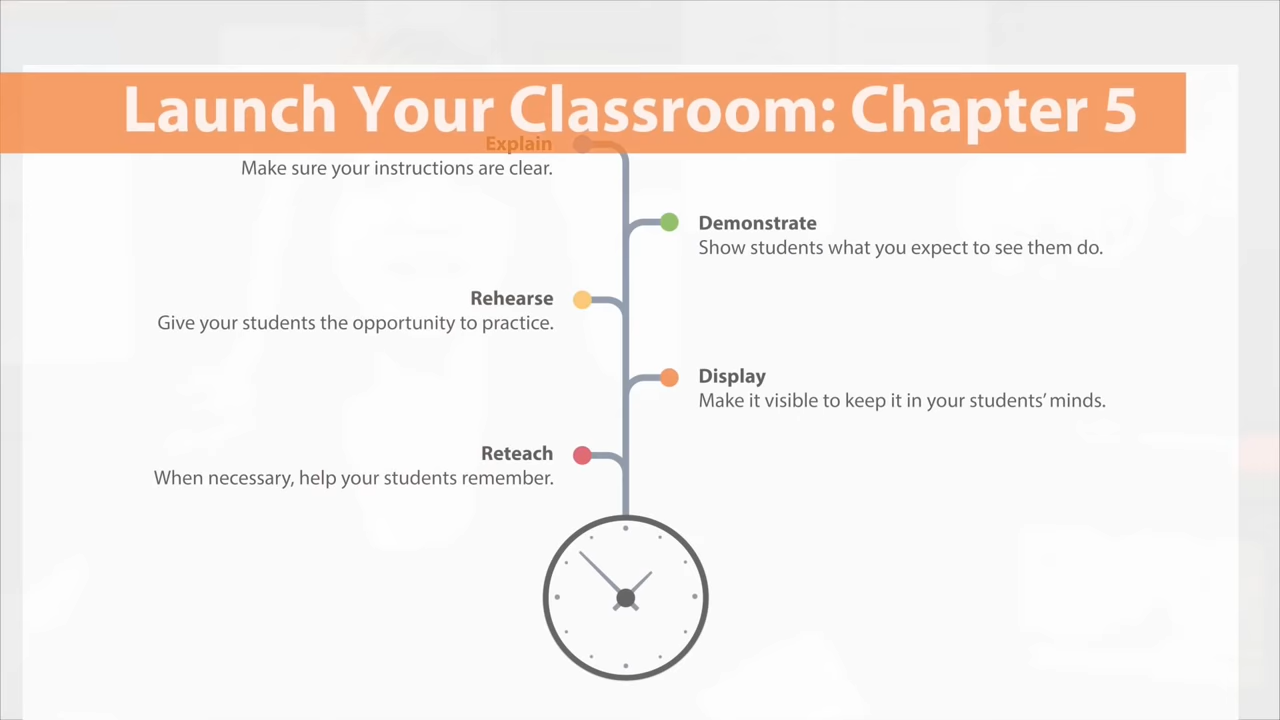 Launch Your Classroom: Chapter 5
Explain
Make sure your instructions are clear.
Demonstrate
Show students what you expect to see them do.
Rehearse
Give your students the opportunity to practice.
Display
Make it visible to keep it in your students’ minds.
Reteach
When necessary, help your students remember.